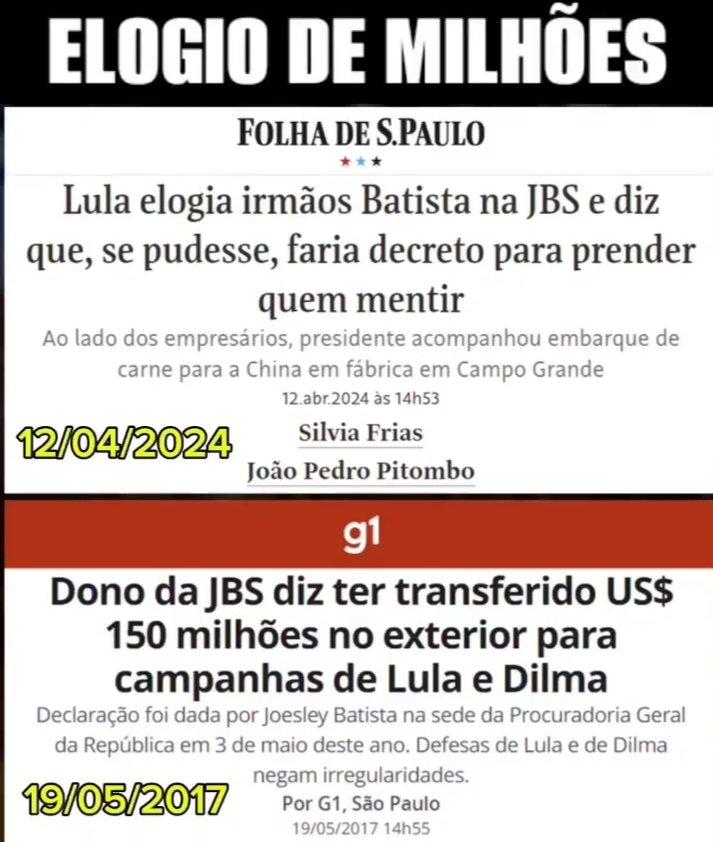 ELOGIO DE MILHÕES
FOLHA DE S.PAULO
Lula elogia irmãos Batista na JBS e diz
que, se pudesse, faria decreto para prender
quem mentir
Ao lado dos empresários, presidente acompanhou embarque de
carne para a China em fábrica em Campo Grande
12.abr.2024 às 14h53
12/04/2024
Silvia Frias
João Pedro Pitombo
g1
Dono da JBS diz ter transferido US$
150 milhões no exterior para
campanhas de Lula e Dilma
Declaração foi dada por Joesley Batista na sede da Procuradoria Geral
da República em 3 de maio deste ano. Defesas de Lula e de Dilma
negam irregularidades.
19/05/2017
Por G1, São Paulo
19/05/2017 14h55